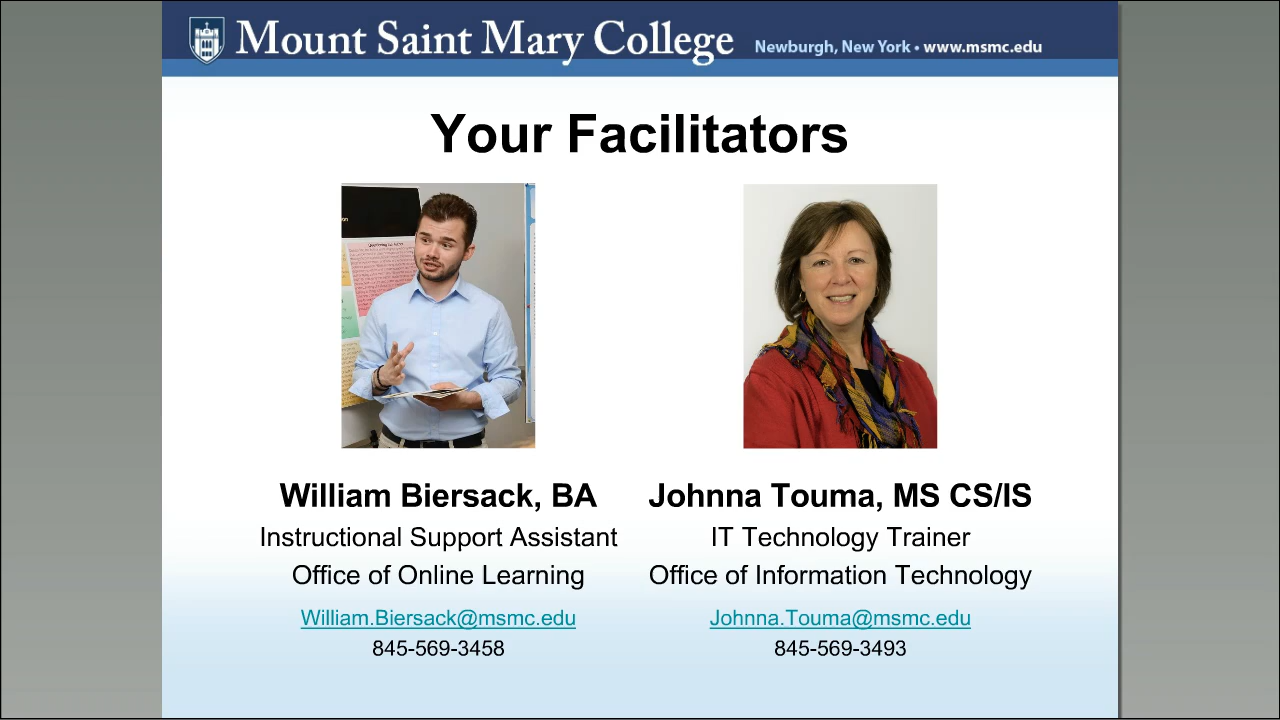 Mount Saint Mary College Newburgh, New York • www.msmc.edu
Your Facilitators
William Biersack, BA
Instructional Support Assistant
Office of Online Learning
William.Biersack@msmc.edu
845-569-3458
Johnna Touma, MS CS/IS
IT Technology Trainer
Office of Information Technology
Johnna.Touma@msmc.edu
845-569-3493